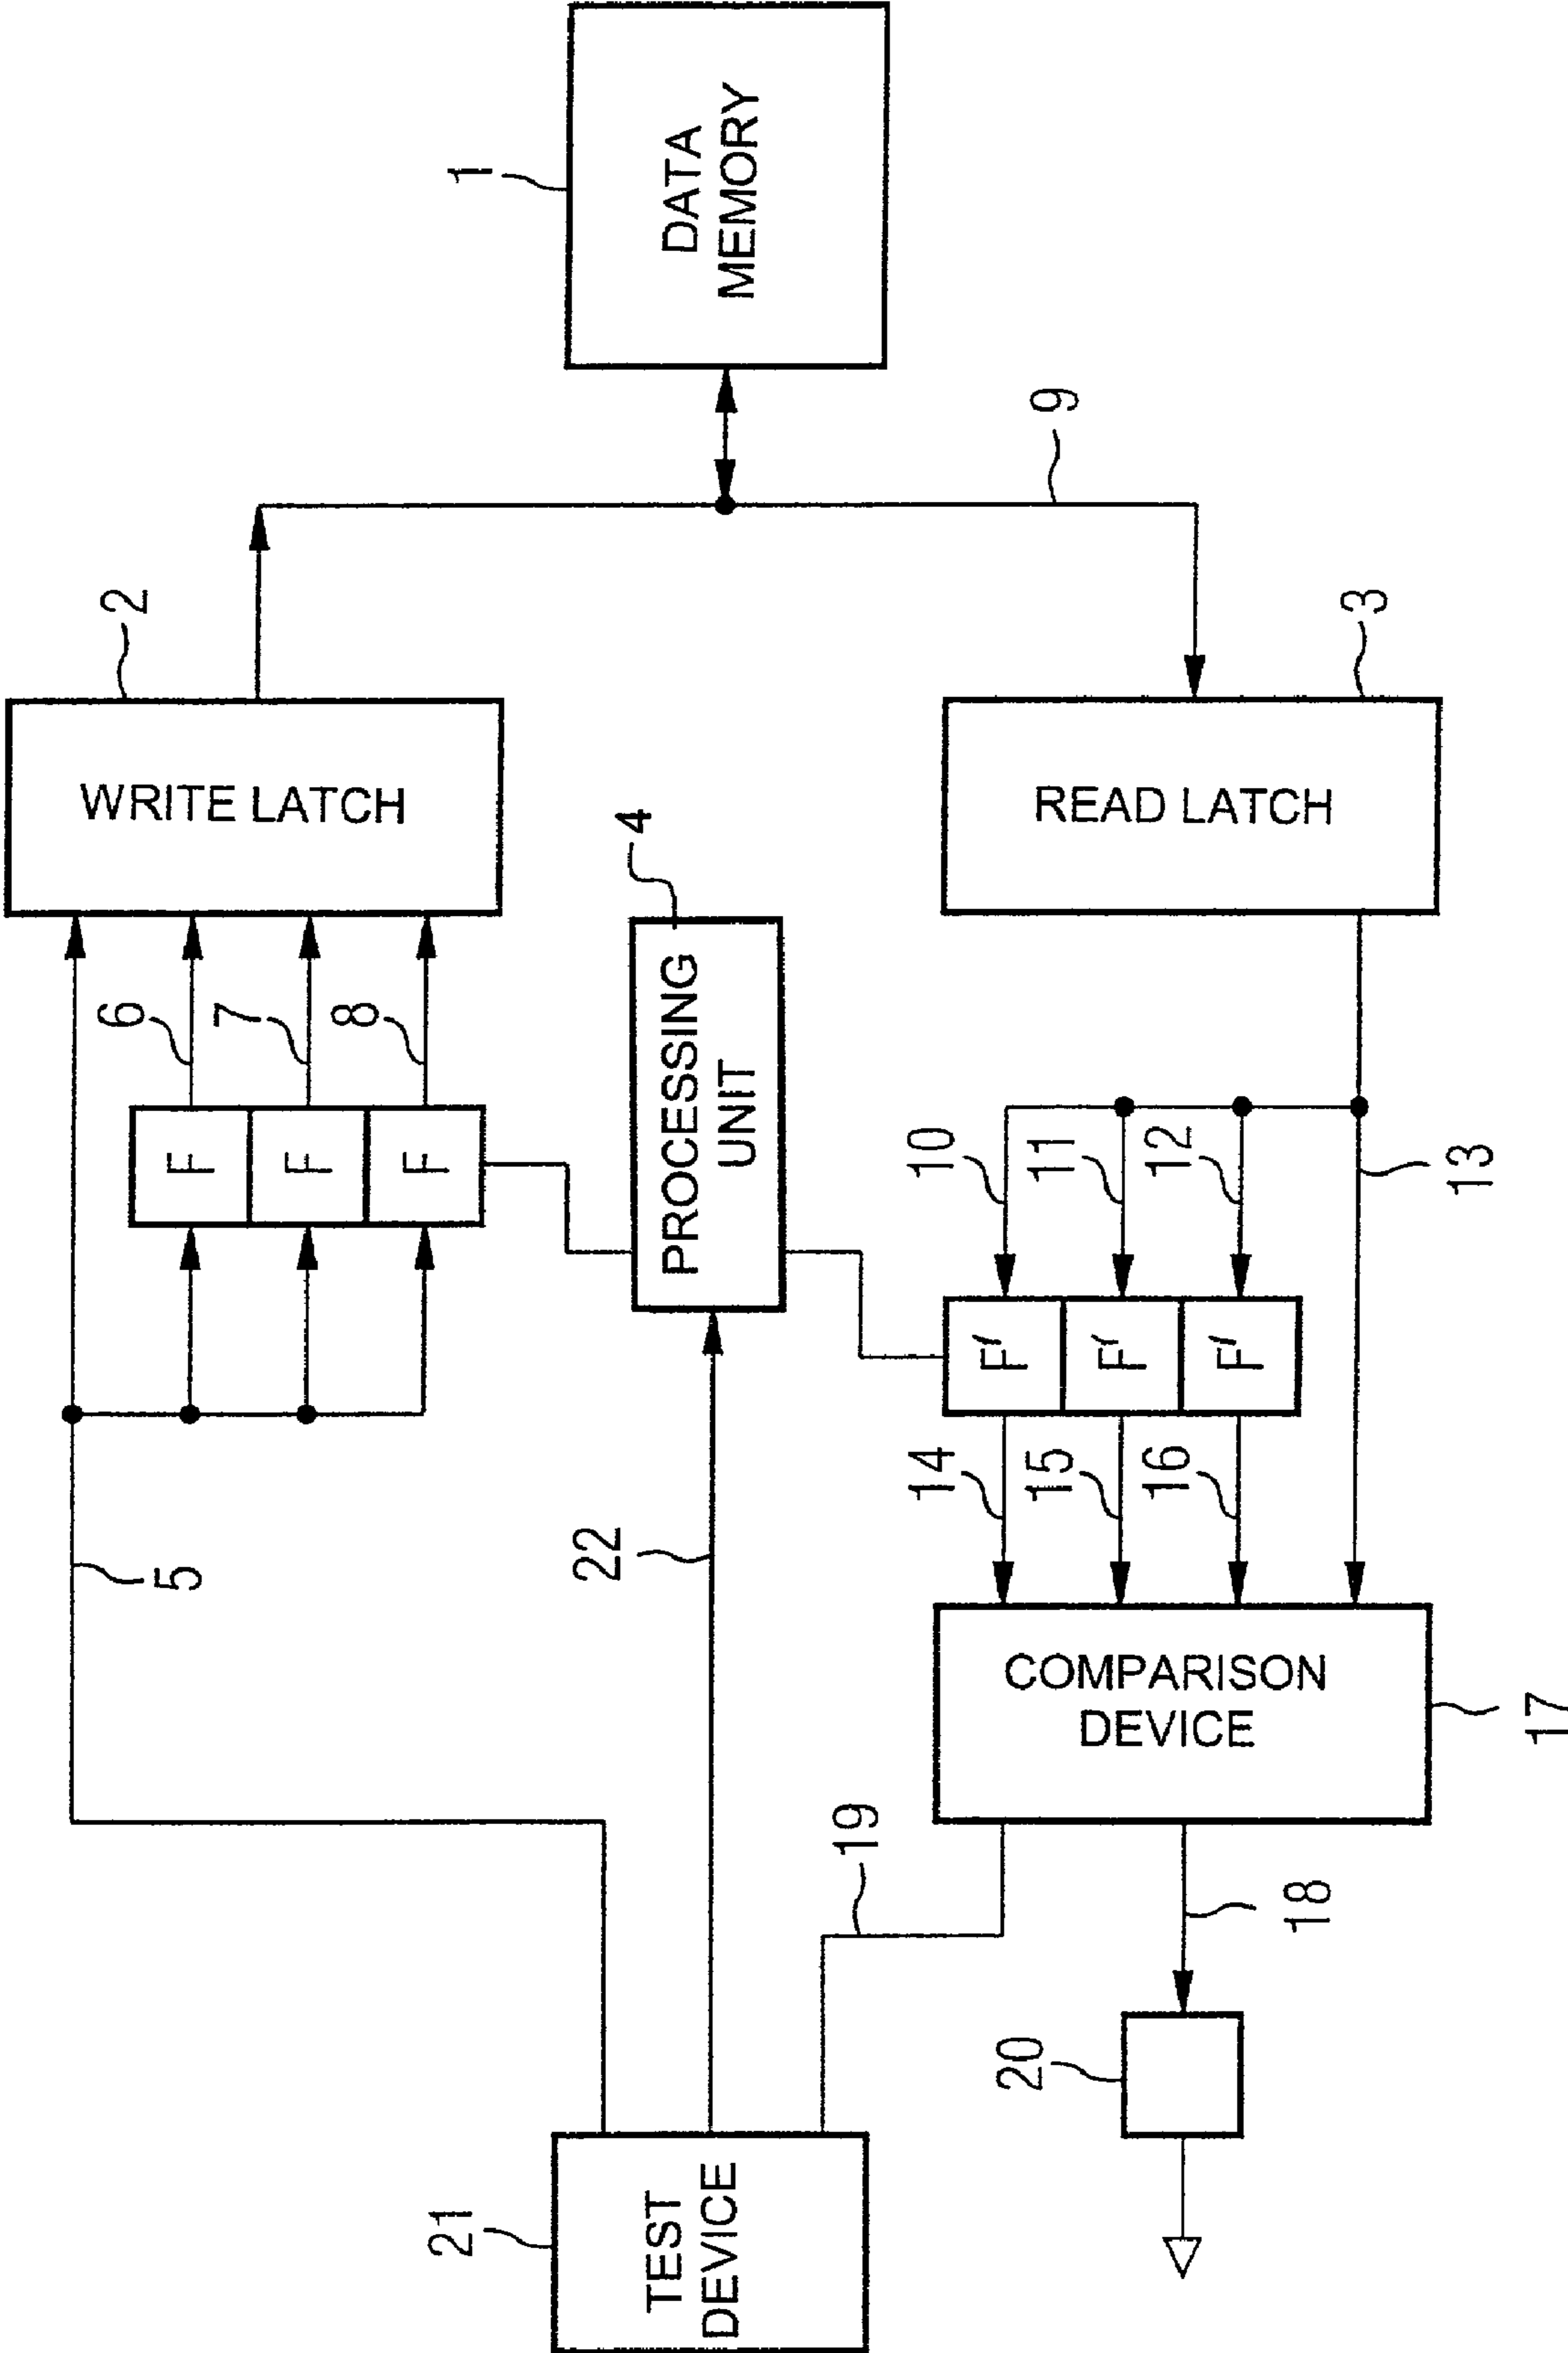 2
WRITE LATCH
6
7
8
F
F
F
5
1
DATA
MEMORY
4
PROCESSING
UNIT
9
22
21
TEST
DEVICE
3
READ LATCH
10
11
12
13
F'
F'
F'
14
15
16
COMPARISON
DEVICE
17
19
18
20